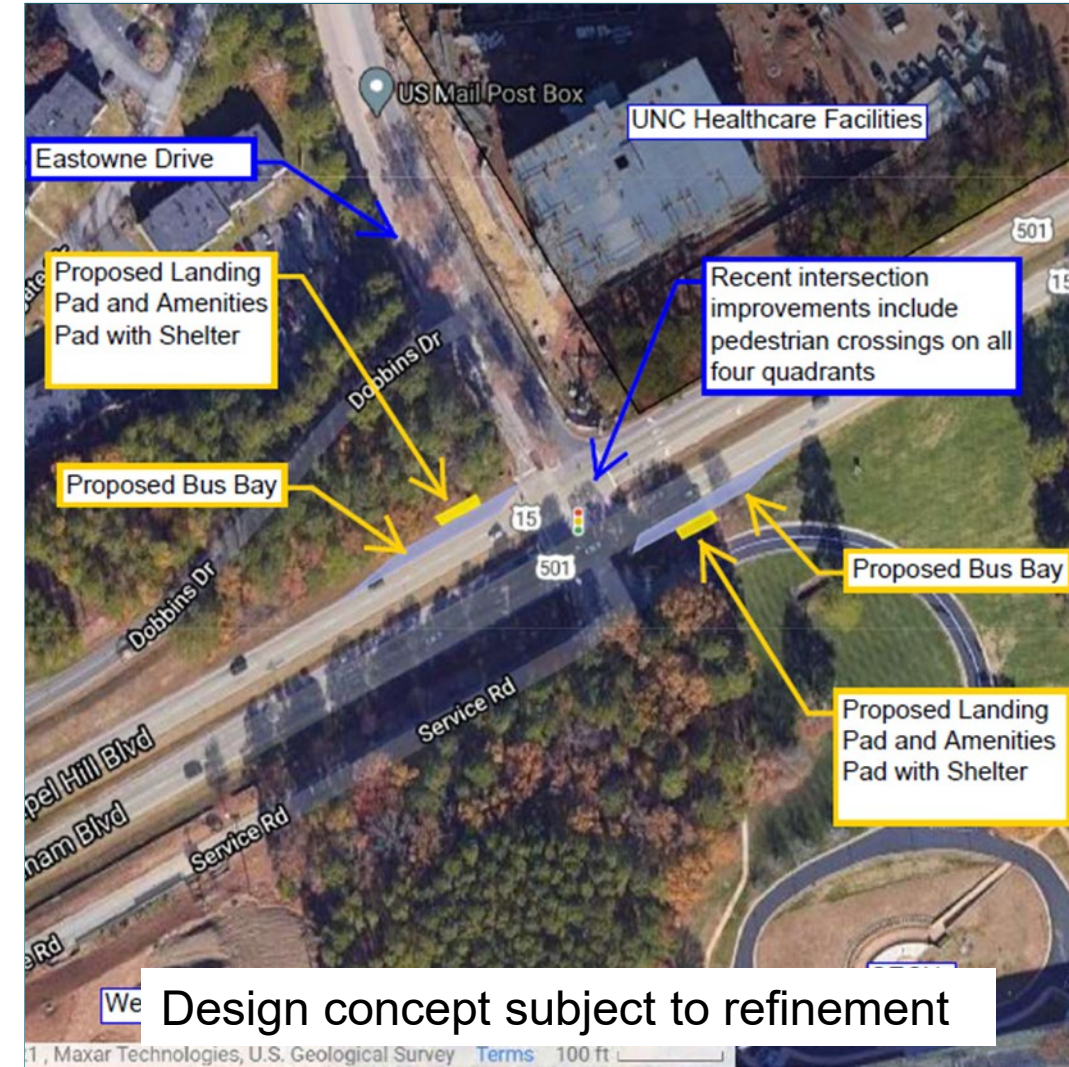 US Mail Post Box
UNC Healthcare Facilities
Eastowne Drive
501
15
Proposed Landing
Pad and Amenities
Pad with Shelter
Recent intersection
improvements include
pedestrian crossings on all
four quadrants
Dobbins Dr
Proposed Bus Bay
15
501
Proposed Bus Bay
Dobbins Dr
Service Rd
Proposed Landing
Pad and Amenities
Pad with Shelter
pel Hill Blvd
nam Blvd
Service Rd
e Rd
We
Design concept subject to refinement
1 , Maxar Technologies, U.S. Geological Survey Terms 100 ft